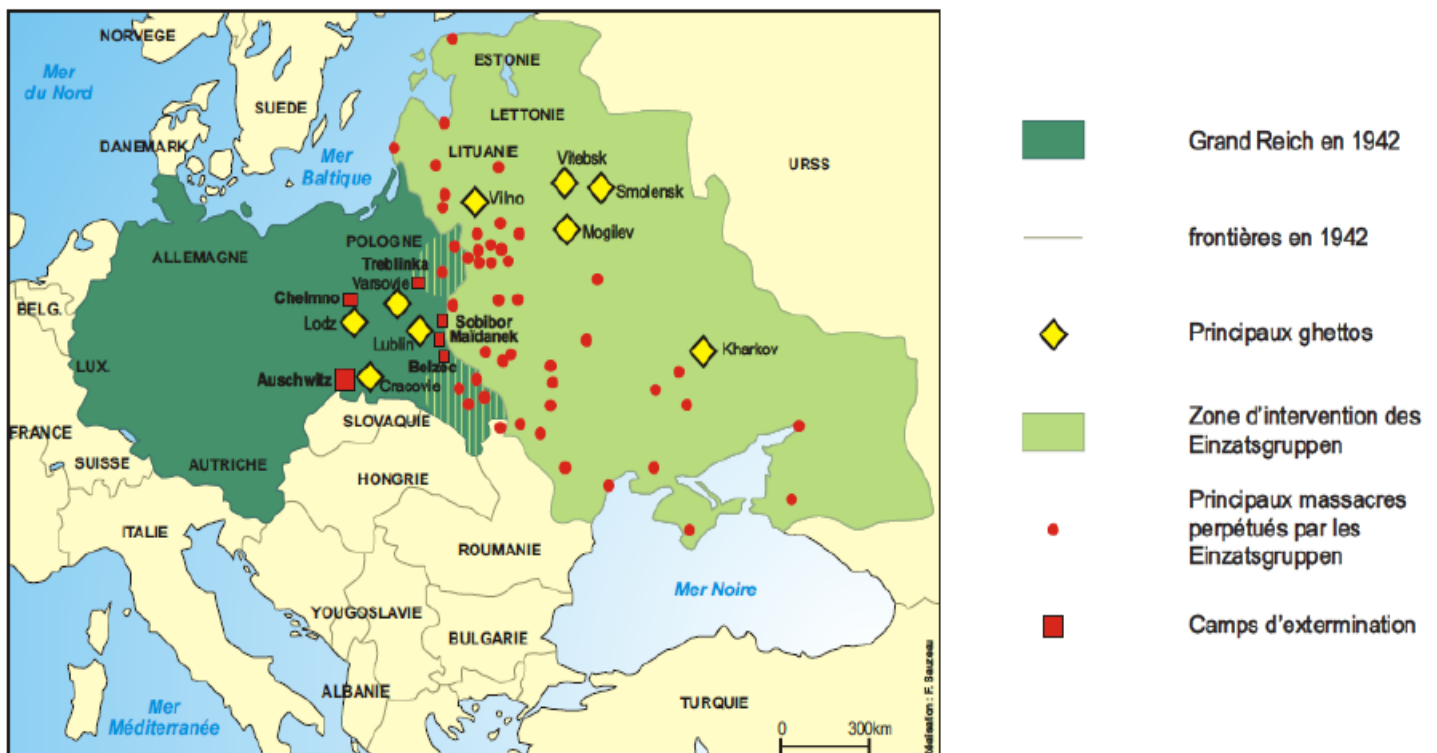 NORVEGE
Mer
du Nord
SUEDE
DANEMARK
Mer
Baltique
ESTONIE
LETTONIE
LITUANIE
Vitebsk
Smolensk
Vilno
Mogilev
URSS
ALLEMAGNE
POLOGNE
Treblinka
Varsovie
Chelmno
BELG.
Lodz
Sobibor
Maïdanek
Lublin
Kharkov
LUX.
Belzec
Auschwitz
Cracovie
SLOVAQUIE
FRANCE
SUISSE
AUTRICHE
HONGRIE
ITALIE
ROUMANIE
Mer Noire
YOUGOSLAVIE
BULGARIE
ALBANIE
Mer
Méditerranée
TURQUIE
0 300km
Réalisation : F. Sauzeau
Grand Reich en 1942
frontières en 1942
Principaux ghettos
Zone d'intervention des
Einzatsgruppen
Principaux massacres
perpétués par les
Einzatsgruppen
Camps d'extermination